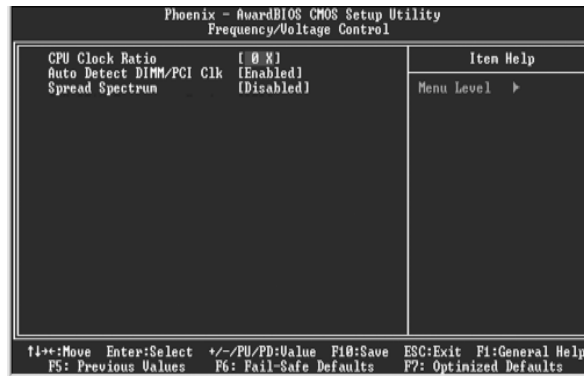 Phoenix - AwardBIOS CMOS Setup Utility
Frequency/Voltage Control
CPU Clock Ratio [ 0 X]
Auto Detect DIMM/PCI Clk [Enabled]
Spread Spectrum [Disabled]
Item Help
Menu Level ▶
↑↓→←:Move Enter:Select +/-/PU/PD:Value F10:Save ESC:Exit F1:General Help
F5: Previous Values F6: Fail-Safe Defaults F7: Optimized Defaults